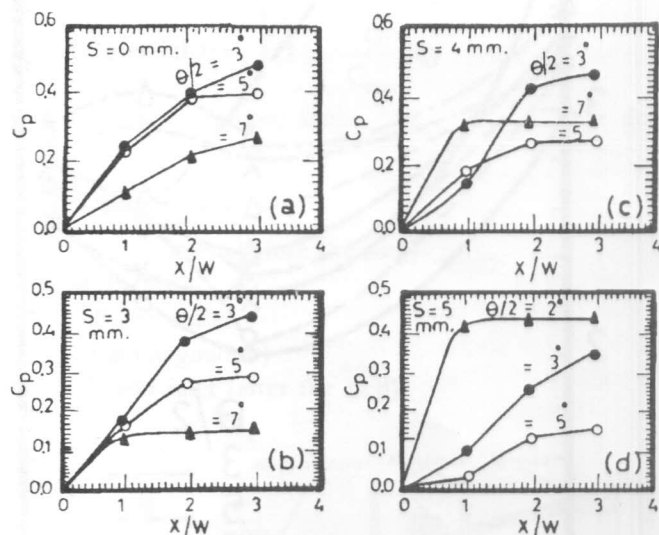 0,6
S=0 mm.
θ/2 = 3°
= 5°
= 7°
0,4
0,2
0,0
Cp
(a)
0 1 2 3 4
X/W
0,6
S = 4 mm.
θ/2 = 3°
= 7°
= 5
0,4
0,2
0,0
(c)
0 1 2 3 4
X/W
0,5
S = 3
mm.
θ/2 = 3°
= 5°
= 7°
0,4
0,3
0,2
0,1
0,0
Cp
(b)
0 1 2 3 4
X/W
0,5
S=5
mm.
θ/2 = 2°
= 3°
= 5°
0,4
0,3
0,2
0,1
0,0
Cp
(d)
0 1 2 3 4
X/W